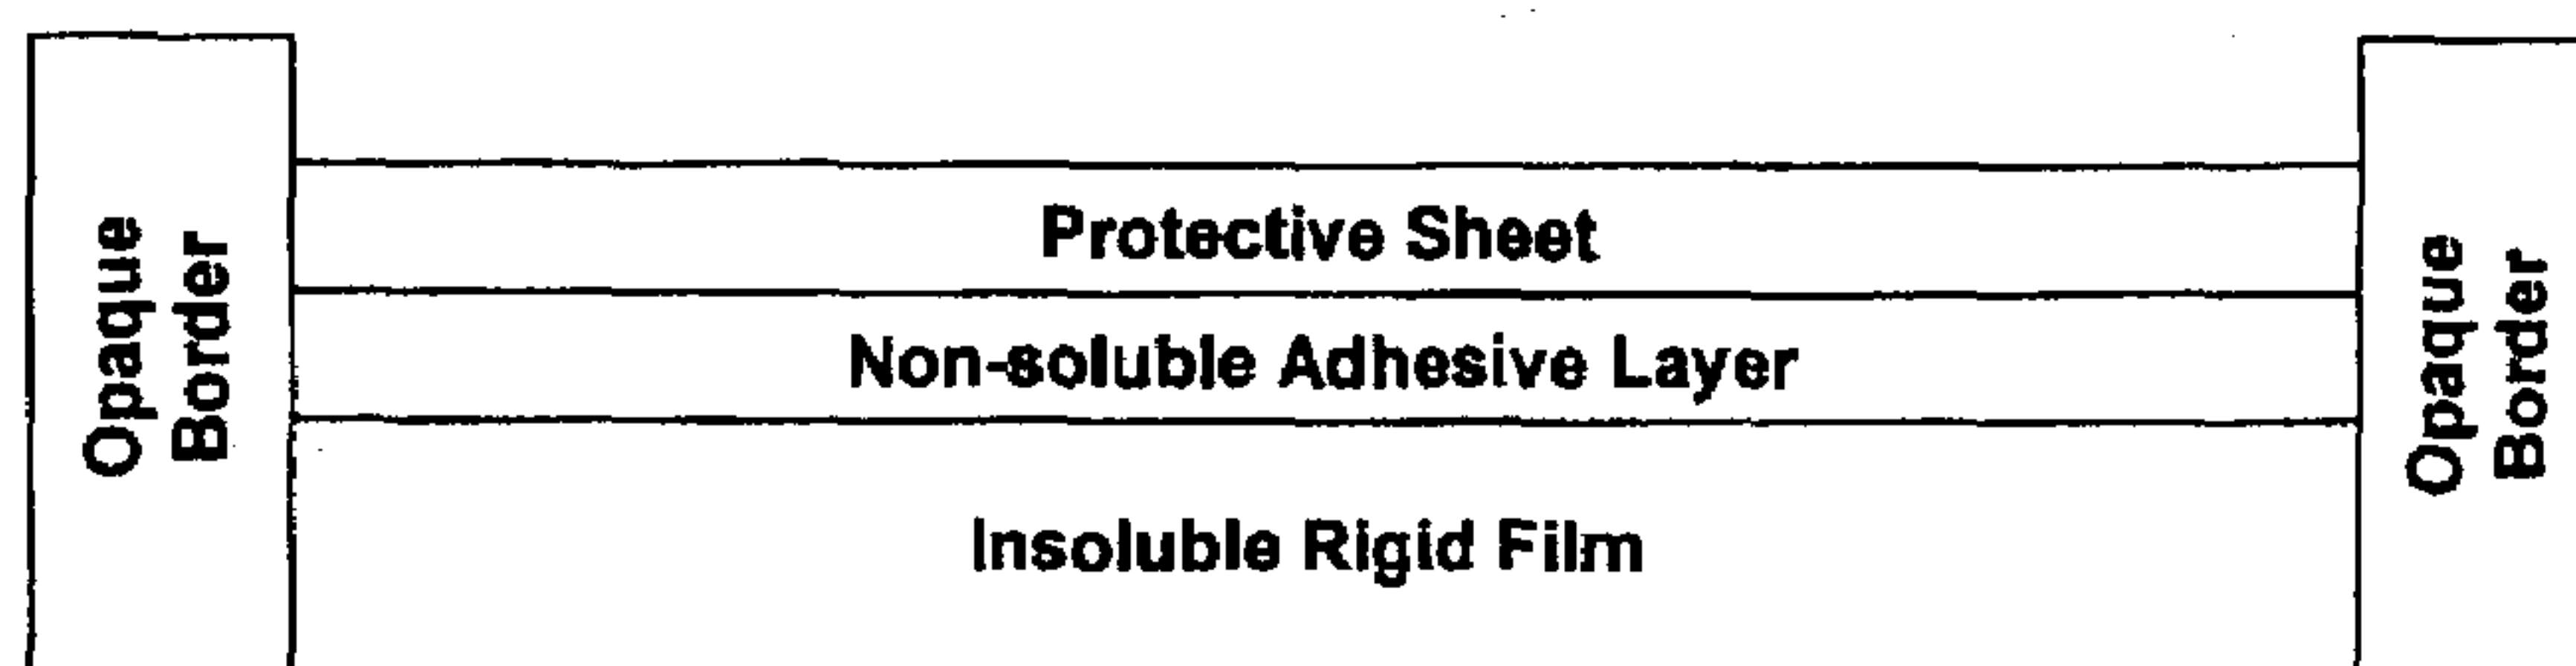 Opaque
Border
Protective Sheet
Non-soluble Adhesive Layer
Insoluble Rigid Film
Opaque
Border